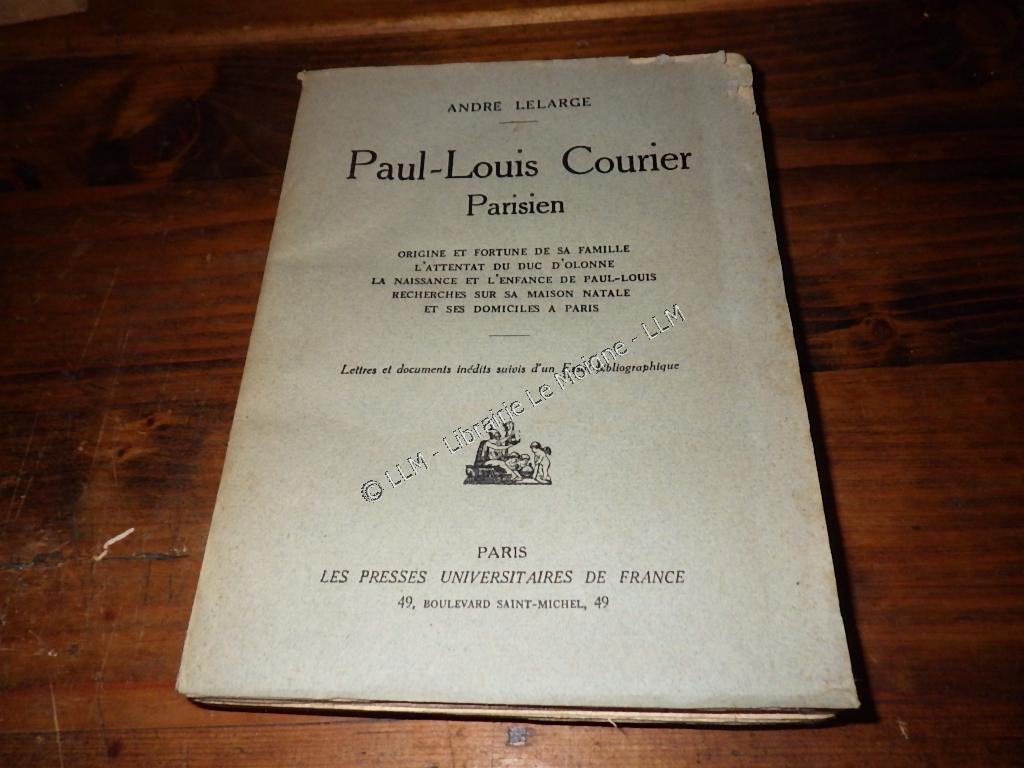 ANDRÉ LELARGE
Paul-Louis Courier
Parisien
ORIGINE ET FORTUNE DE SA FAMILLE
L'ATTENTAT DU DUC D'OLONNE
LA NAISSANCE ET L'ENFANCE DE PAUL-LOUIS
RECHERCHES SUR SA MAISON NATALE
ET SES DOMICILES A PARIS
Lettres et documents inédits suivis d'un Essai bibliographique
© LLM - Librairie Le Moigne - LLM
PARIS
LES PRESSES UNIVERSITAIRES DE FRANCE
49, BOULEVARD SAINT-MICHEL, 49